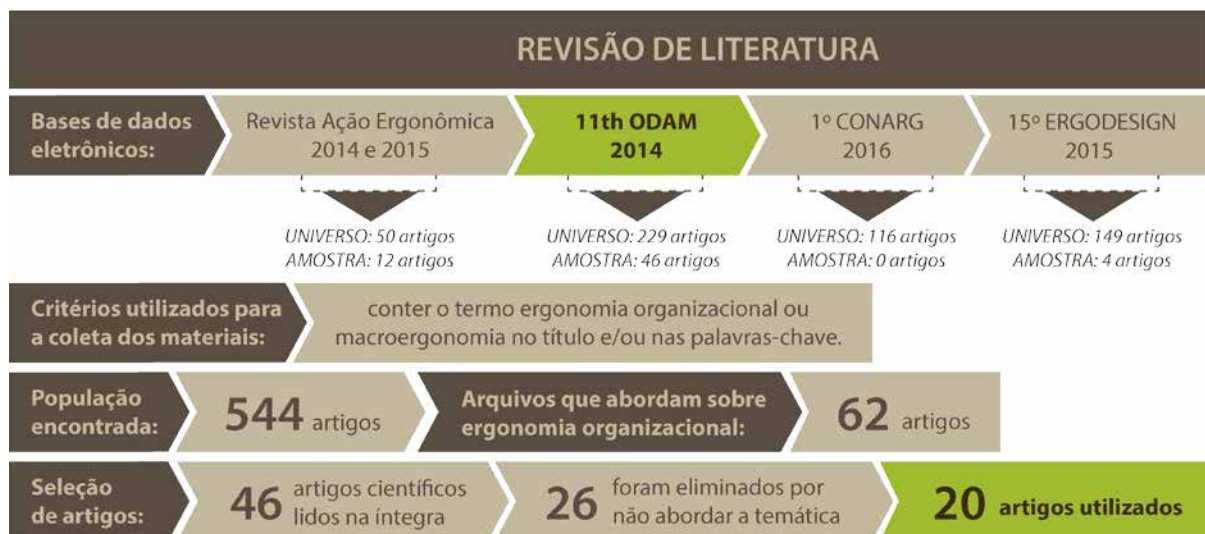 REVISÃO DE LITERATURA
Bases de dados
eletrônicos:
Revista Ação Ergonômica
2014 e 2015
11th ODAM
2014
1º CONARG
2016
15º ERGODESIGN
2015
UNIVERSO: 50 artigos
AMOSTRA: 12 artigos
UNIVERSO: 229 artigos
AMOSTRA: 46 artigos
UNIVERSO: 116 artigos
AMOSTRA: 0 artigos
UNIVERSO: 149 artigos
AMOSTRA: 4 artigos
Critérios utilizados para
a coleta dos materiais:
conter o termo ergonomia organizacional ou
macroergonomia no título e/ou nas palavras-chave.
População
encontrada:
544 artigos
Arquivos que abordam sobre
ergonomia organizacional:
62 artigos
Seleção
de artigos:
46 artigos científicos
lidos na íntegra
26 foram eliminados por
não abordar a temática
20 artigos utilizados